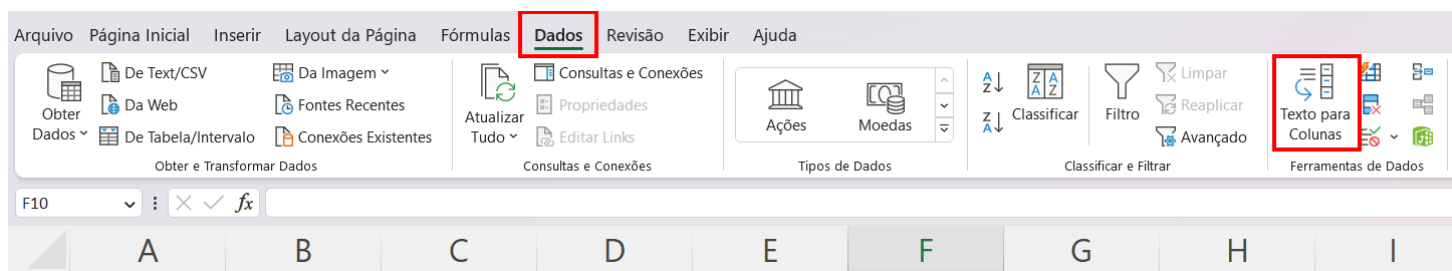 Arquivo Página Inicial Inserir Layout da Página Fórmulas Dados Revisão Exibir Ajuda
Obter Dados
De Text/CSV
Da Web
De Tabela/Intervalo
Da Imagem
Fontes Recentes
Conexões Existentes
Obter e Transformar Dados
Atualizar Tudo
Consultas e Conexões
Propriedades
Editar Links
Consultas e Conexões
Ações
Moedas
Tipos de Dados
A Z
Z A
Z A
A Z
Classificar
Filtro
Limpar
Reaplicar
Avançado
Classificar e Filtrar
Texto para
Colunas
Ferramentas de Dados
F10 fx
A B C D E F G H I